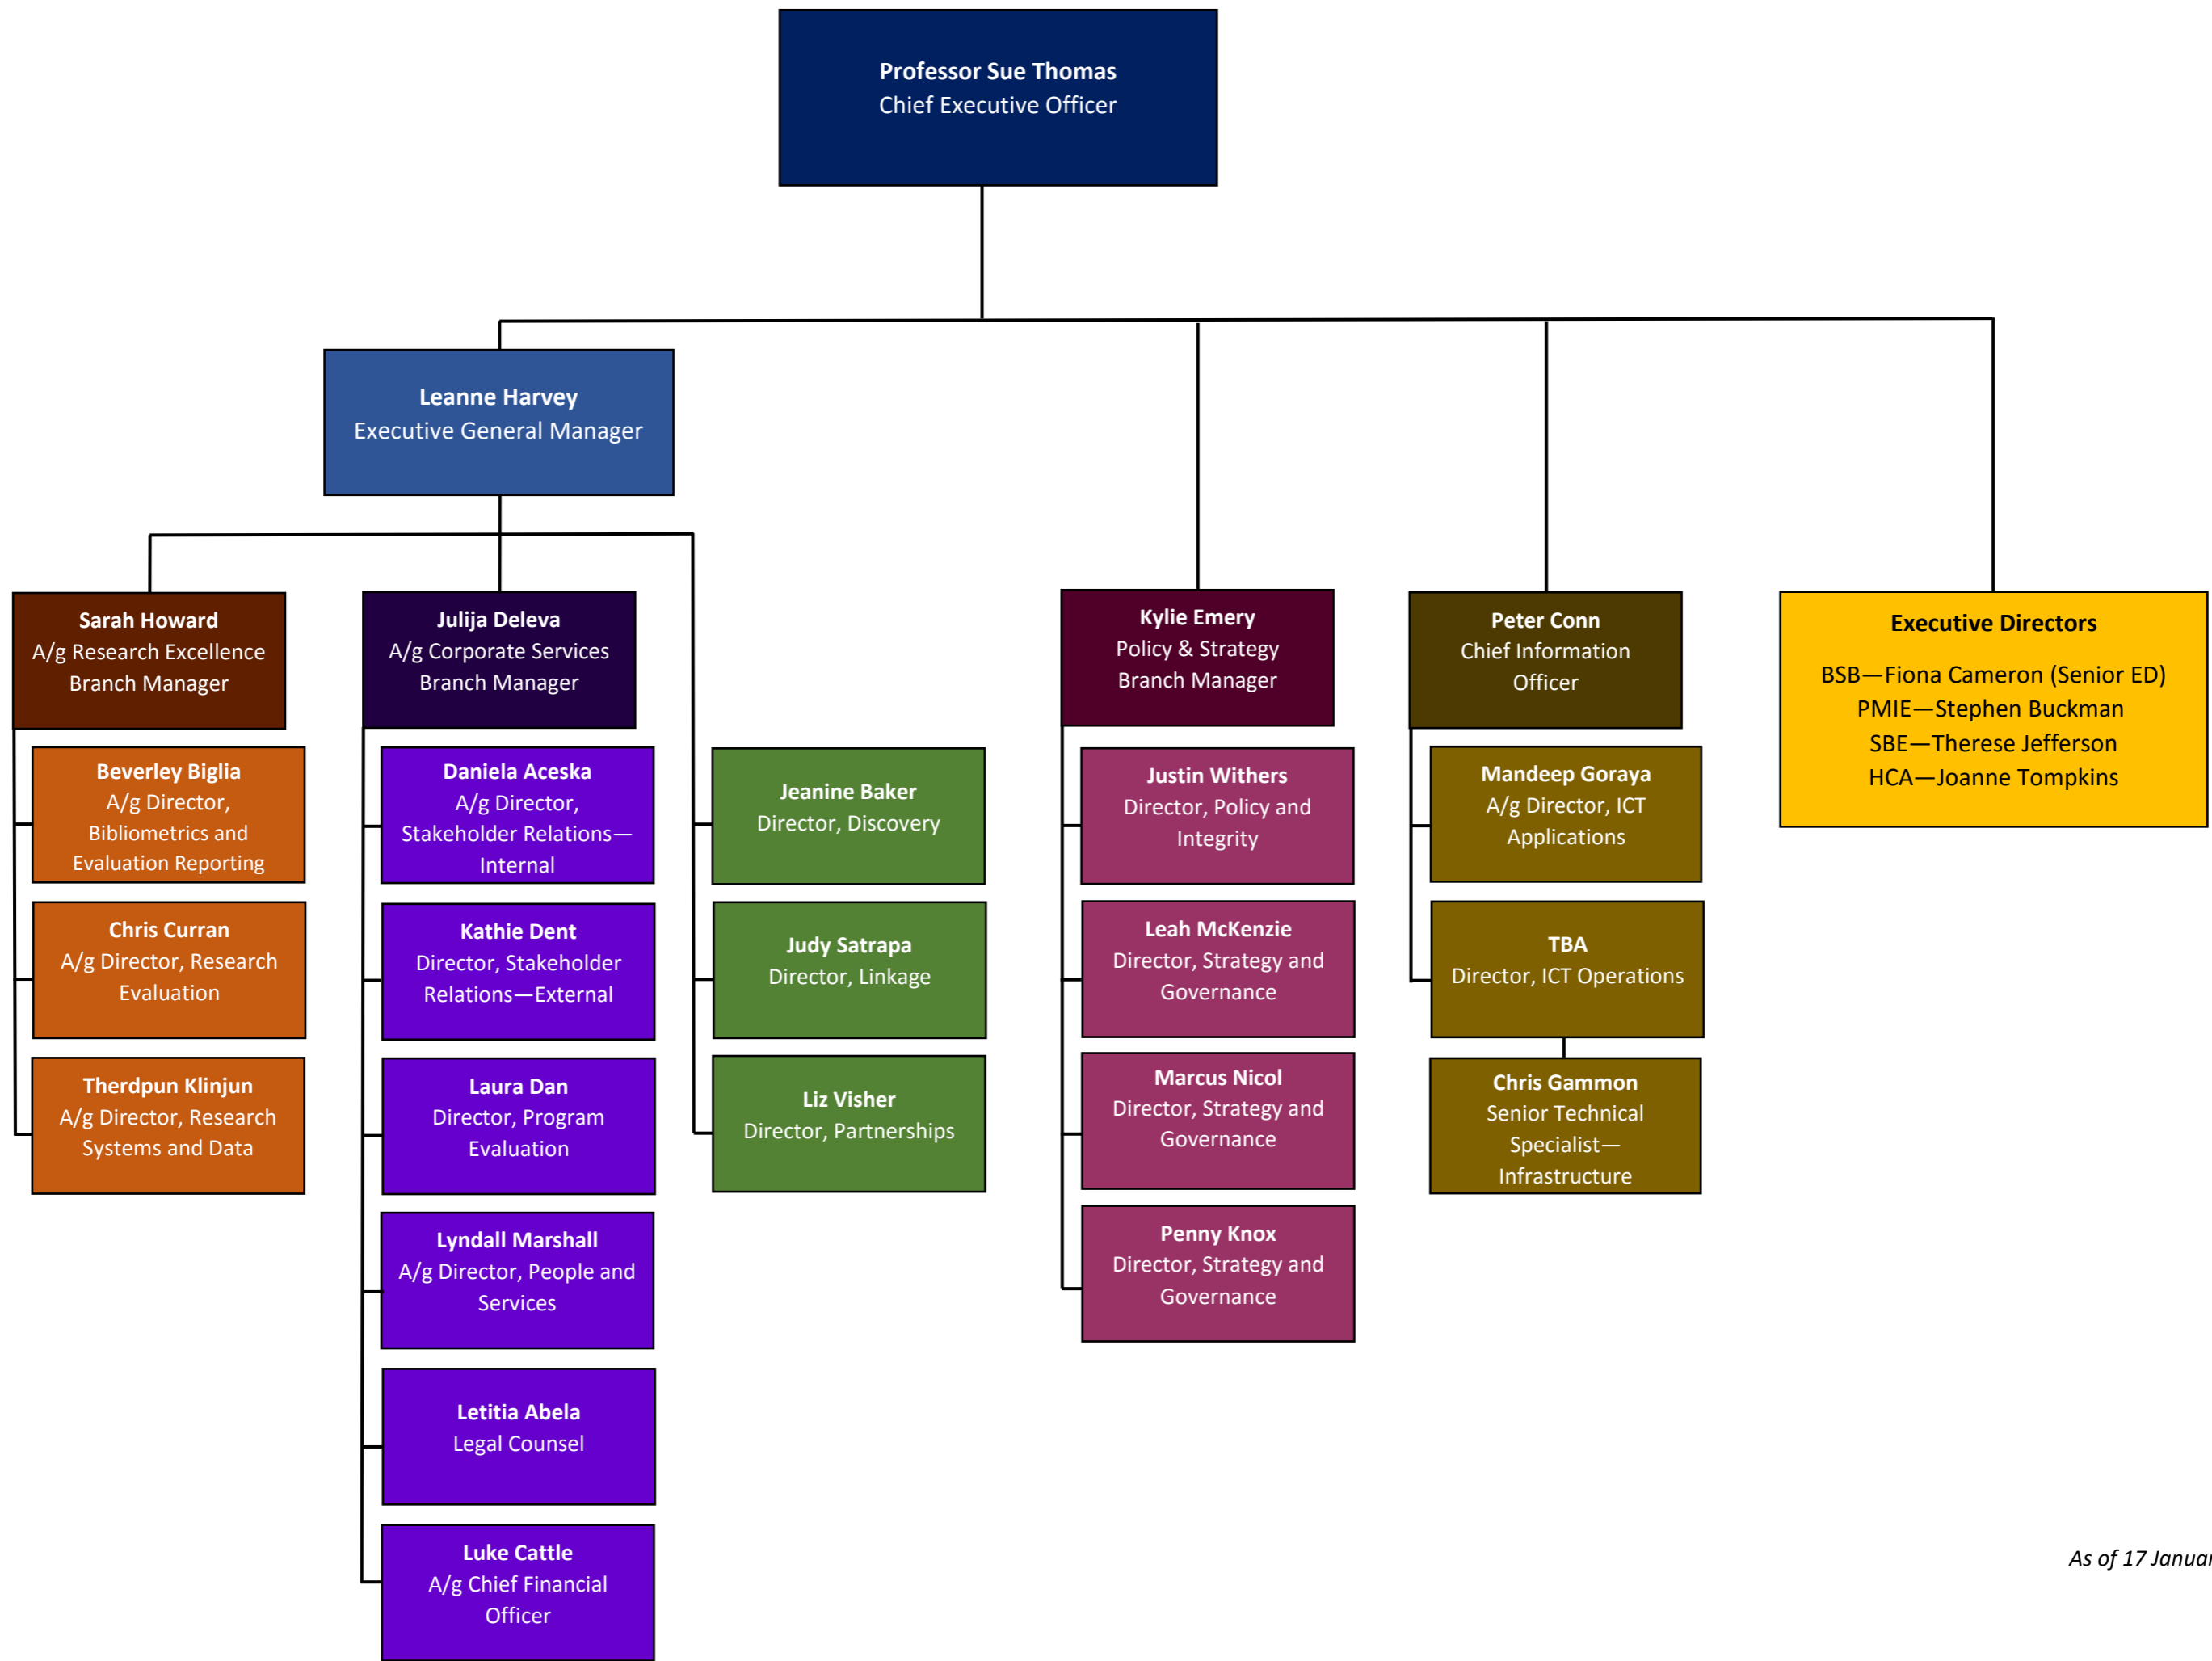 Professor Sue Thomas
Chief Executive Officer
Leanne Harvey
Executive General Manager
Sarah Howard
A/g Research Excellence
Branch Manager
Beverley Biglia
A/g Director,
Bibliometrics and
Evaluation Reporting
Chris Curran
A/g Director, Research
Evaluation
Therdpun Klinjun
A/g Director, Research
Systems and Data
Julija Deleva
A/g Corporate Services
Branch Manager
Daniela Aceska
A/g Director,
Stakeholder Relations—
Internal
Kathie Dent
Director, Stakeholder
Relations—External
Laura Dan
Director, Program
Evaluation
Lyndall Marshall
A/g Director, People and
Services
Letitia Abela
Legal Counsel
Luke Cattle
A/g Chief Financial
Officer
Jeanine Baker
Director, Discovery
Judy Satrapa
Director, Linkage
Liz Visher
Director, Partnerships
Kylie Emery
Policy & Strategy
Branch Manager
Justin Withers
Director, Policy and
Integrity
Leah McKenzie
Director, Strategy and
Governance
Marcus Nicol
Director, Strategy and
Governance
Penny Knox
Director, Strategy and
Governance
Peter Conn
Chief Information
Officer
Mandeep Goraya
A/g Director, ICT
Applications
TBA
Director, ICT Operations
Chris Gammon
Senior Technical
Specialist—
Infrastructure
Executive Directors
BSB—Fiona Cameron (Senior ED)
PMIE—Stephen Buckman
SBE—Therese Jefferson
HCA—Joanne Tompkins
As of 17